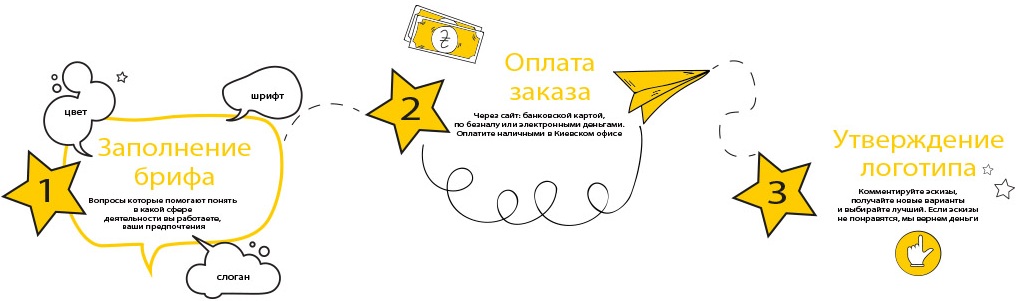 цвет
шрифт
1
Заполнение
брифа
Вопросы которые помогают понять
в какой сфере
деятельности вы работаете,
ваши предпочтения
слоган
₴
2
Оплата
заказа
Через сайт: банковской картой,
по безналу или электронными деньгами.
Оплатите наличными в Киевском офисе
3
Утверждение
логотипа
Комментируйте эскизы,
получайте новые варианты
и выбирайте лучший. Если эскизы
не понравятся, мы вернем деньги